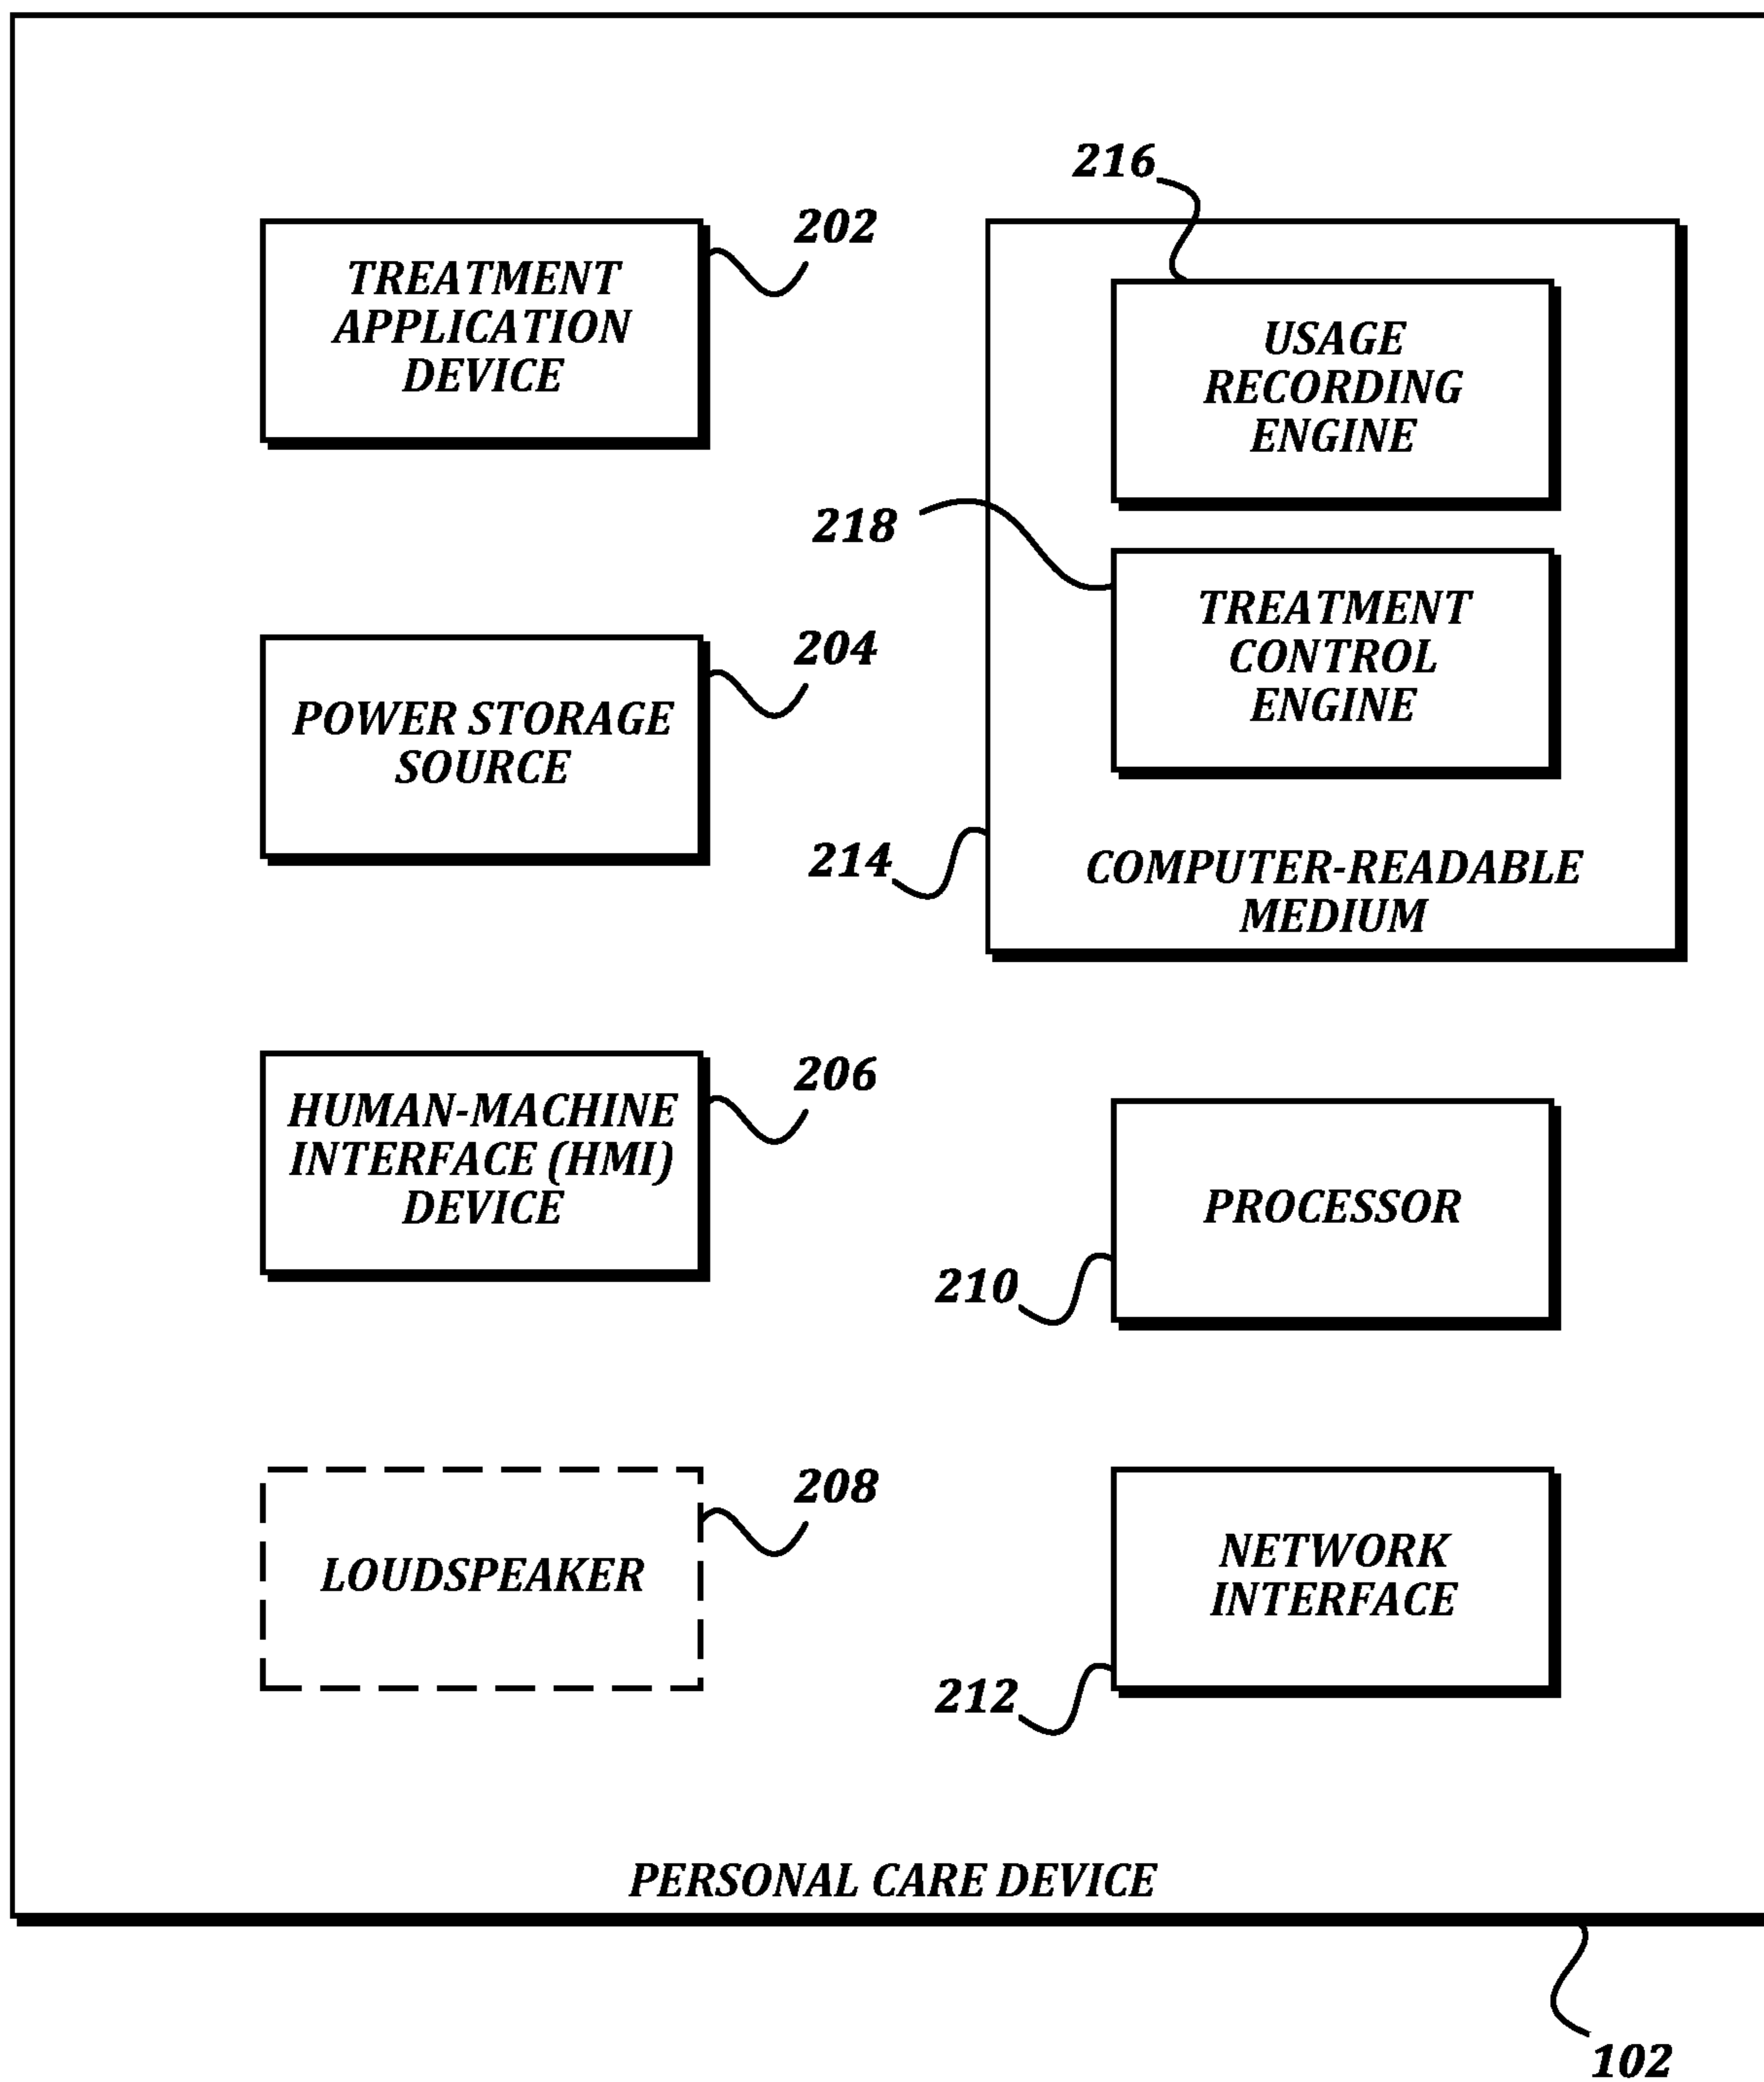 216
202
TREATMENT
APPLICATION
DEVICE
USAGE
RECORDING
ENGINE
218
TREATMENT
CONTROL
ENGINE
204
POWER STORAGE
SOURCE
214
COMPUTER-READABLE
MEDIUM
206
HUMAN-MACHINE
INTERFACE (HMI)
DEVICE
PROCESSOR
210
208
LOUDSPEAKER
NETWORK
INTERFACE
212
PERSONAL CARE DEVICE
102